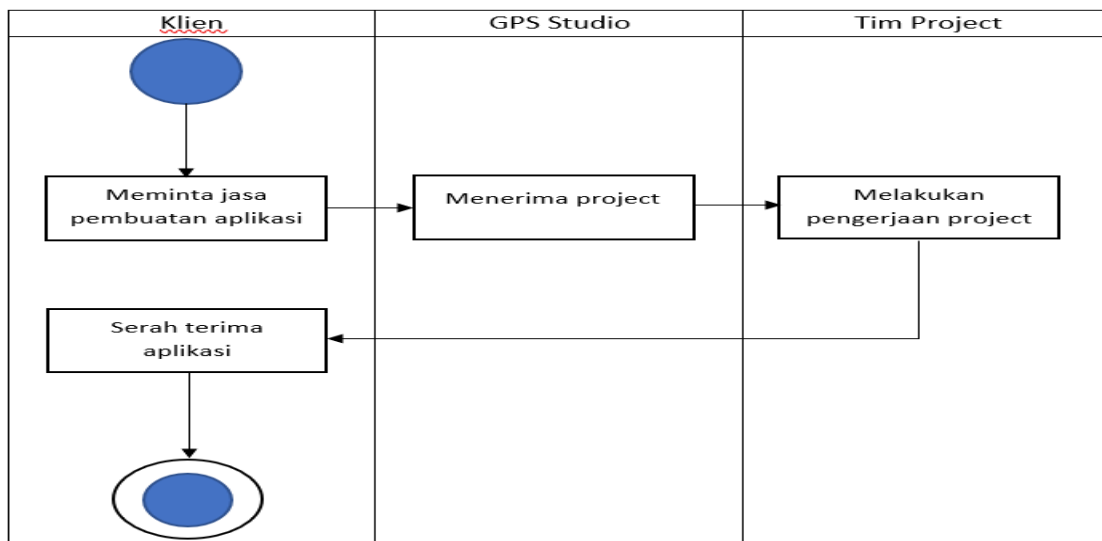 Klien
GPS Studio
Tim Project
Meminta jasa
pembuatan aplikasi
Menerima project
Melakukan
pengerjaan project
Serah terima
aplikasi